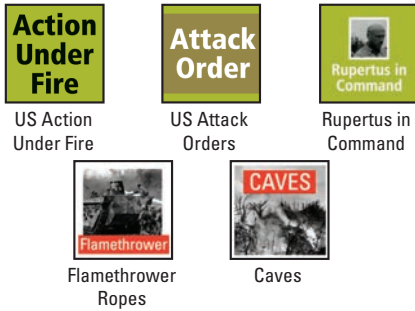 Action
Under
Fire
Attack
Order
Rupertus in
Command
US Action
Under Fire
US Attack
Orders
Rupertus in
Command
Flamethrower
CAVES
Flamethrower
Ropes
Caves